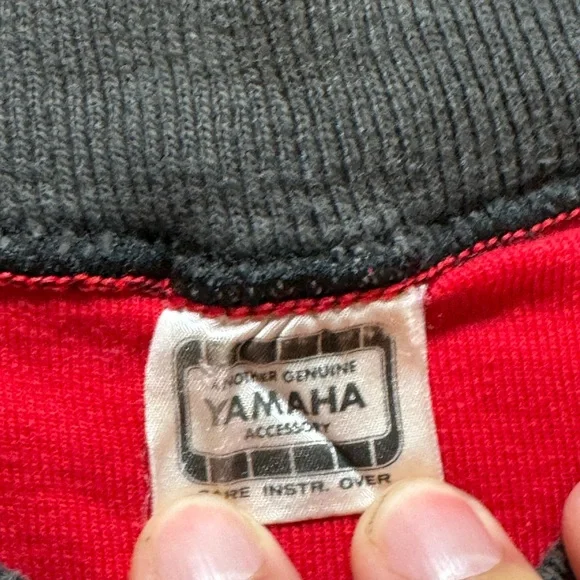 ANOTHER GENUINE
YAMAHA
ACCESSORY
CARE INSTR. OVER